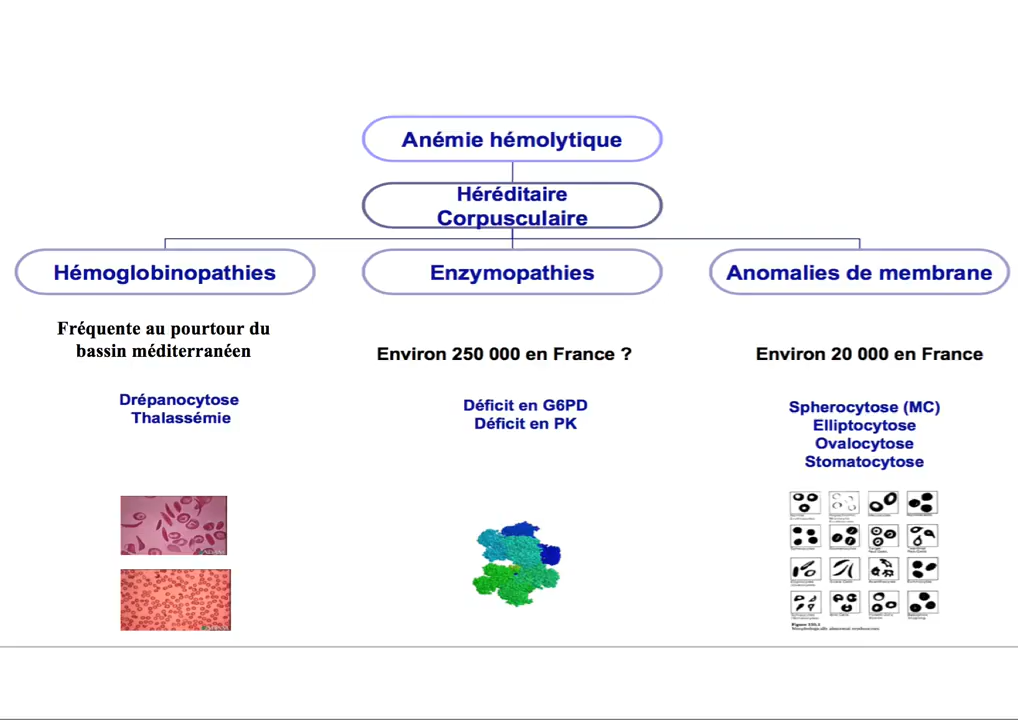 Anémie hémolytique
Héréditaire
Corpusculaire
Hémoglobinopathies
Enzymopathies
Anomalies de membrane
Fréquente au pourtour du
bassin méditerranéen
Environ 250 000 en France ?
Environ 20 000 en France
Drépanocytose
Thalassémie
Déficit en G6PD
Déficit en PK
Spherocytose (MC)
Elliptocytose
Ovalocytose
Stomatocytose